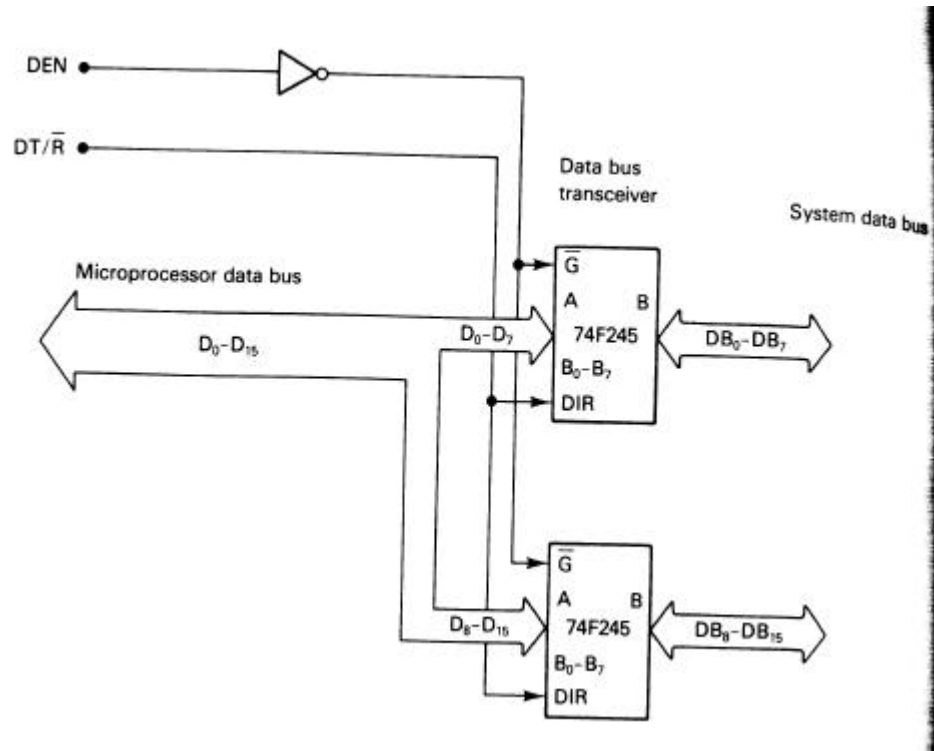 DEN
DT/R̅
Data bus
transceiver
System data bus
Microprocessor data bus
G̅
A B
D₀-D₇
74F245
DB₀-DB₇
D₀-D₁₅
B₀-B₇
DIR
G̅
A B
D₈-D₁₅
74F245
DB₈-DB₁₅
B₀-B₇
DIR